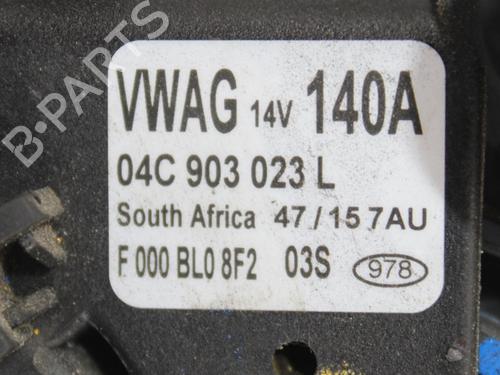 VWAG 14V 140A
04C 903 023 L
South Africa 47/15 7AU
F 000 BL0 8F2 03S 978
B-PARTS